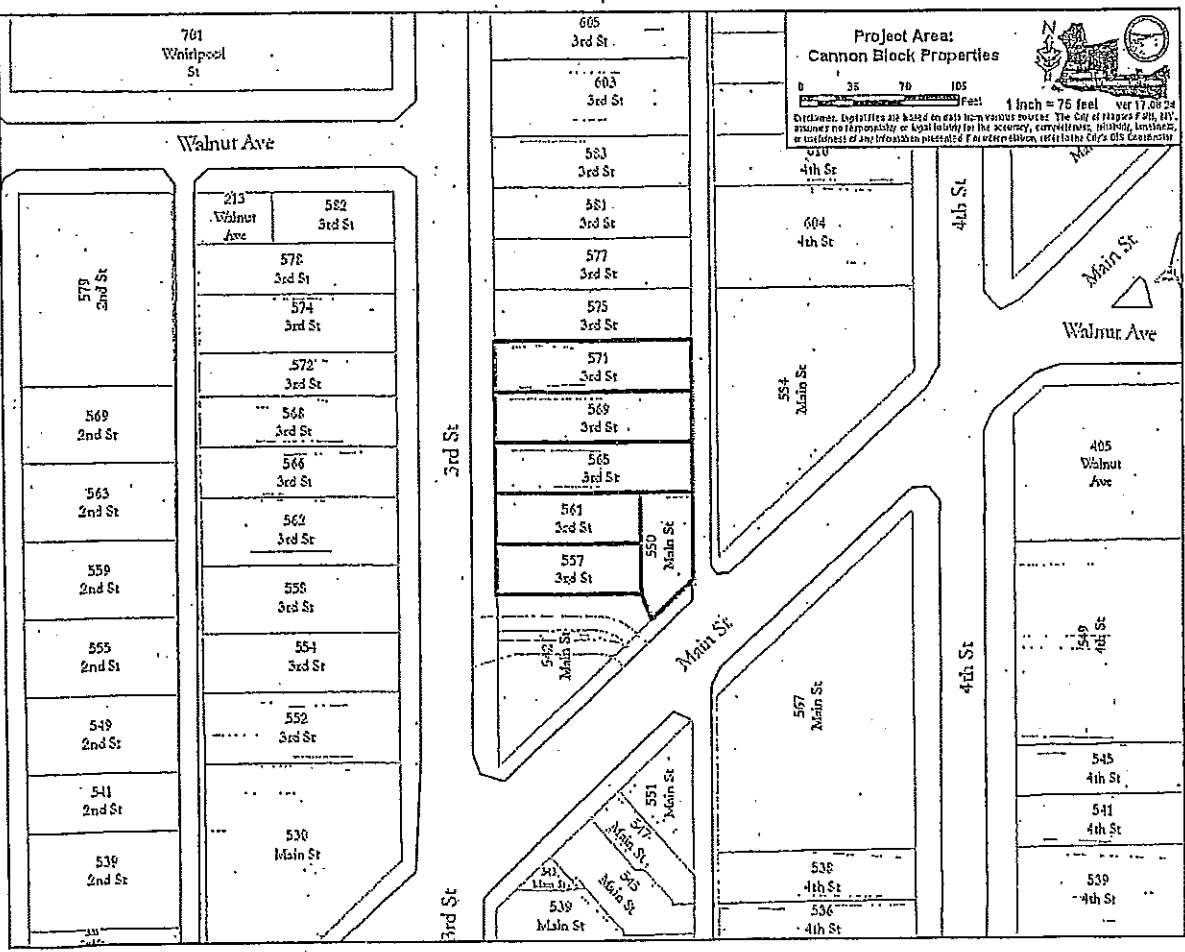 Project Area:
Cannon Block Properties
N
0 35 70 105
Feet
1 inch = 75 feet
701
Whirlpool
St
Walnut Ave
605
3rd St
603
3rd St
583
3rd St
581
3rd St
577
3rd St
575
3rd St
571
3rd St
569
3rd St
565
3rd St
561
3rd St
557
3rd St
550
Main St
542
Main St
4th St
604
4th St
554
Main St
4th St
Main St
Walnut Ave
213
Walnut
Ave
582
3rd St
578
3rd St
574
3rd St
572
3rd St
568
3rd St
566
3rd St
562
3rd St
558
3rd St
554
3rd St
552
3rd St
530
Main St
579
2nd St
569
2nd St
563
2nd St
559
2nd St
555
2nd St
549
2nd St
541
2nd St
539
2nd St
3rd St
3rd St
Main St
551
Main St
547
Main St
545
Main St
Main St
539
Main St
567
Main St
538
4th St
536
4th St
4th St
405
Walnut
Ave
549
4th St
545
4th St
541
4th St
539
4th St